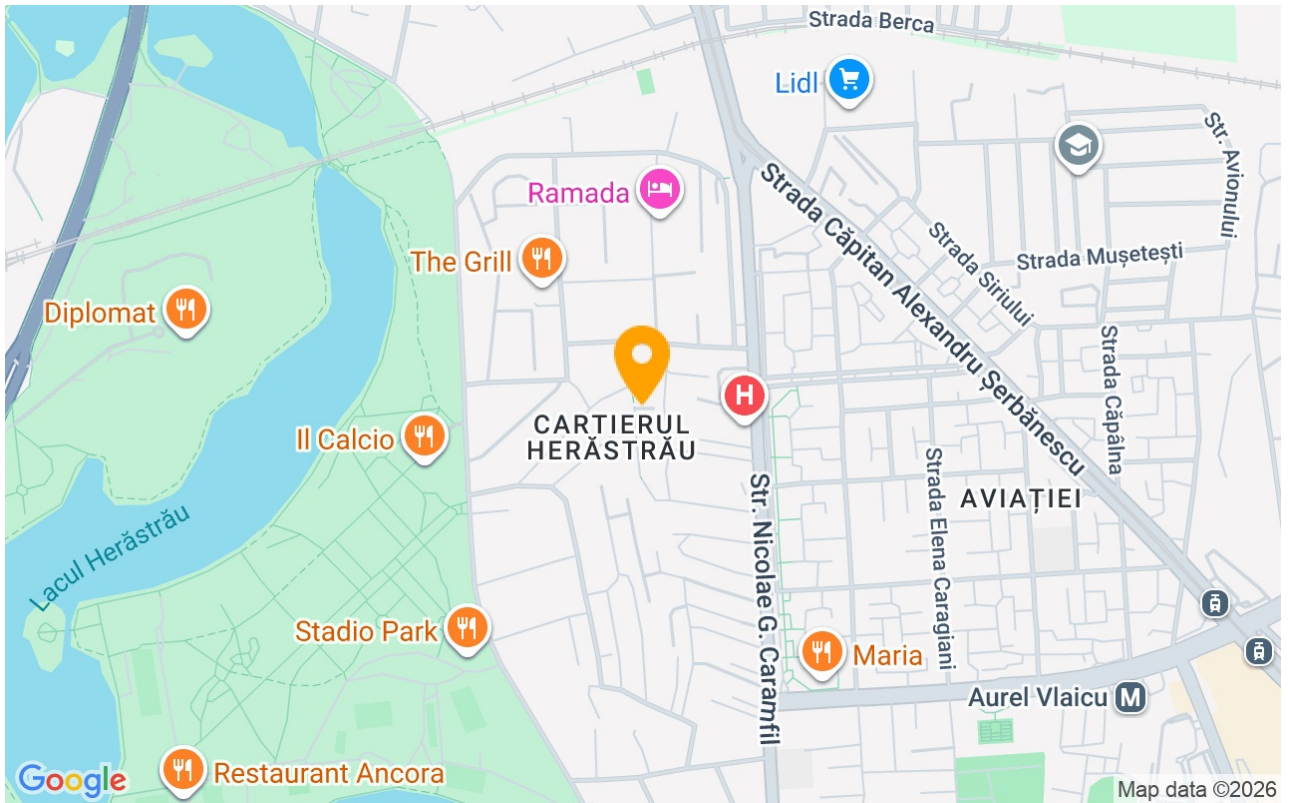 Strada Berca
Lidl
Str. Avionului
Ramada
Strada Căpitan Alexandru Șerbănescu
Strada Siriului
Strada Mușetești
The Grill
Diplomat
Strada Căpâlna
H
CARTIERUL
HERĂSTRĂU
Il Calcio
Strada Elena Caragiani
AVIAȚIEI
Str. Nicolae G. Caramfil
Lacul Herăstrău
Stadio Park
Maria
Aurel Vlaicu M
Restaurant Ancora
Google
Map data ©2026